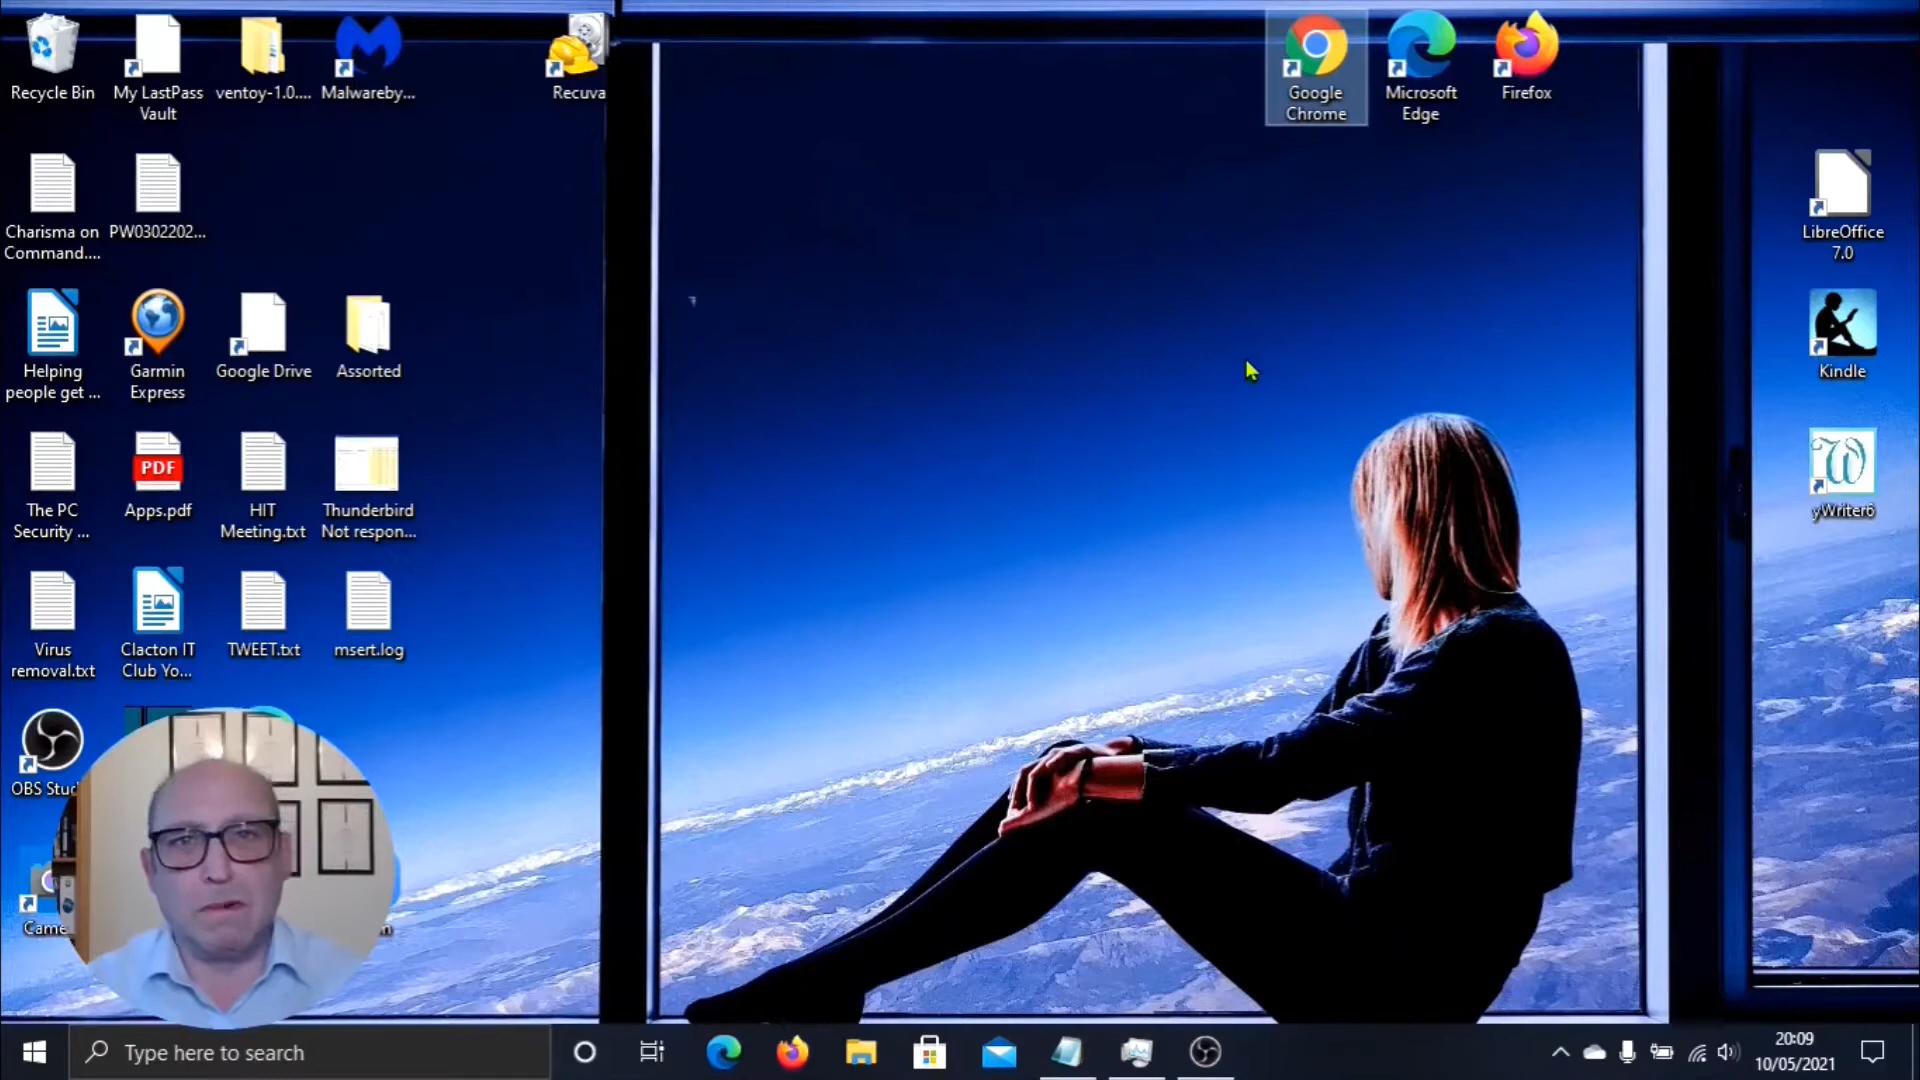 Recycle Bin
My LastPass
Vault
ventoy-1.0....
Malwareby...
Recuva
Google
Chrome
Microsoft
Edge
Firefox
Charisma on
Command....
PW0302202...
LibreOffice
7.0
Helping
people get ...
Garmin
Express
Google Drive
Assorted
Kindle
The PC
Security ...
PDF
Apps.pdf
HIT
Meeting.txt
Thunderbird
Not respon...
W
yWriter6
Virus
removal.txt
Clacton IT
Club Yo...
TWEET.txt
msert.log
OBS Stud
Came
Type here to search
20:09
10/05/2021